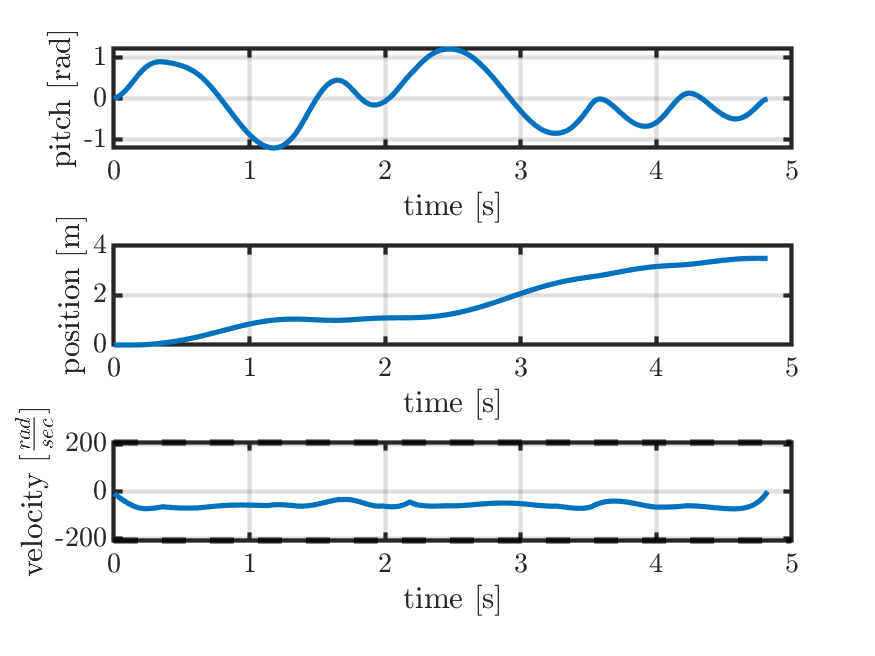 pitch [rad]
1
0
-1
0 1 2 3 4 5
time [s]
position [m]
4
2
0
0 1 2 3 4 5
time [s]
velocity [rad/sec]
200
0
-200
0 1 2 3 4 5
time [s]